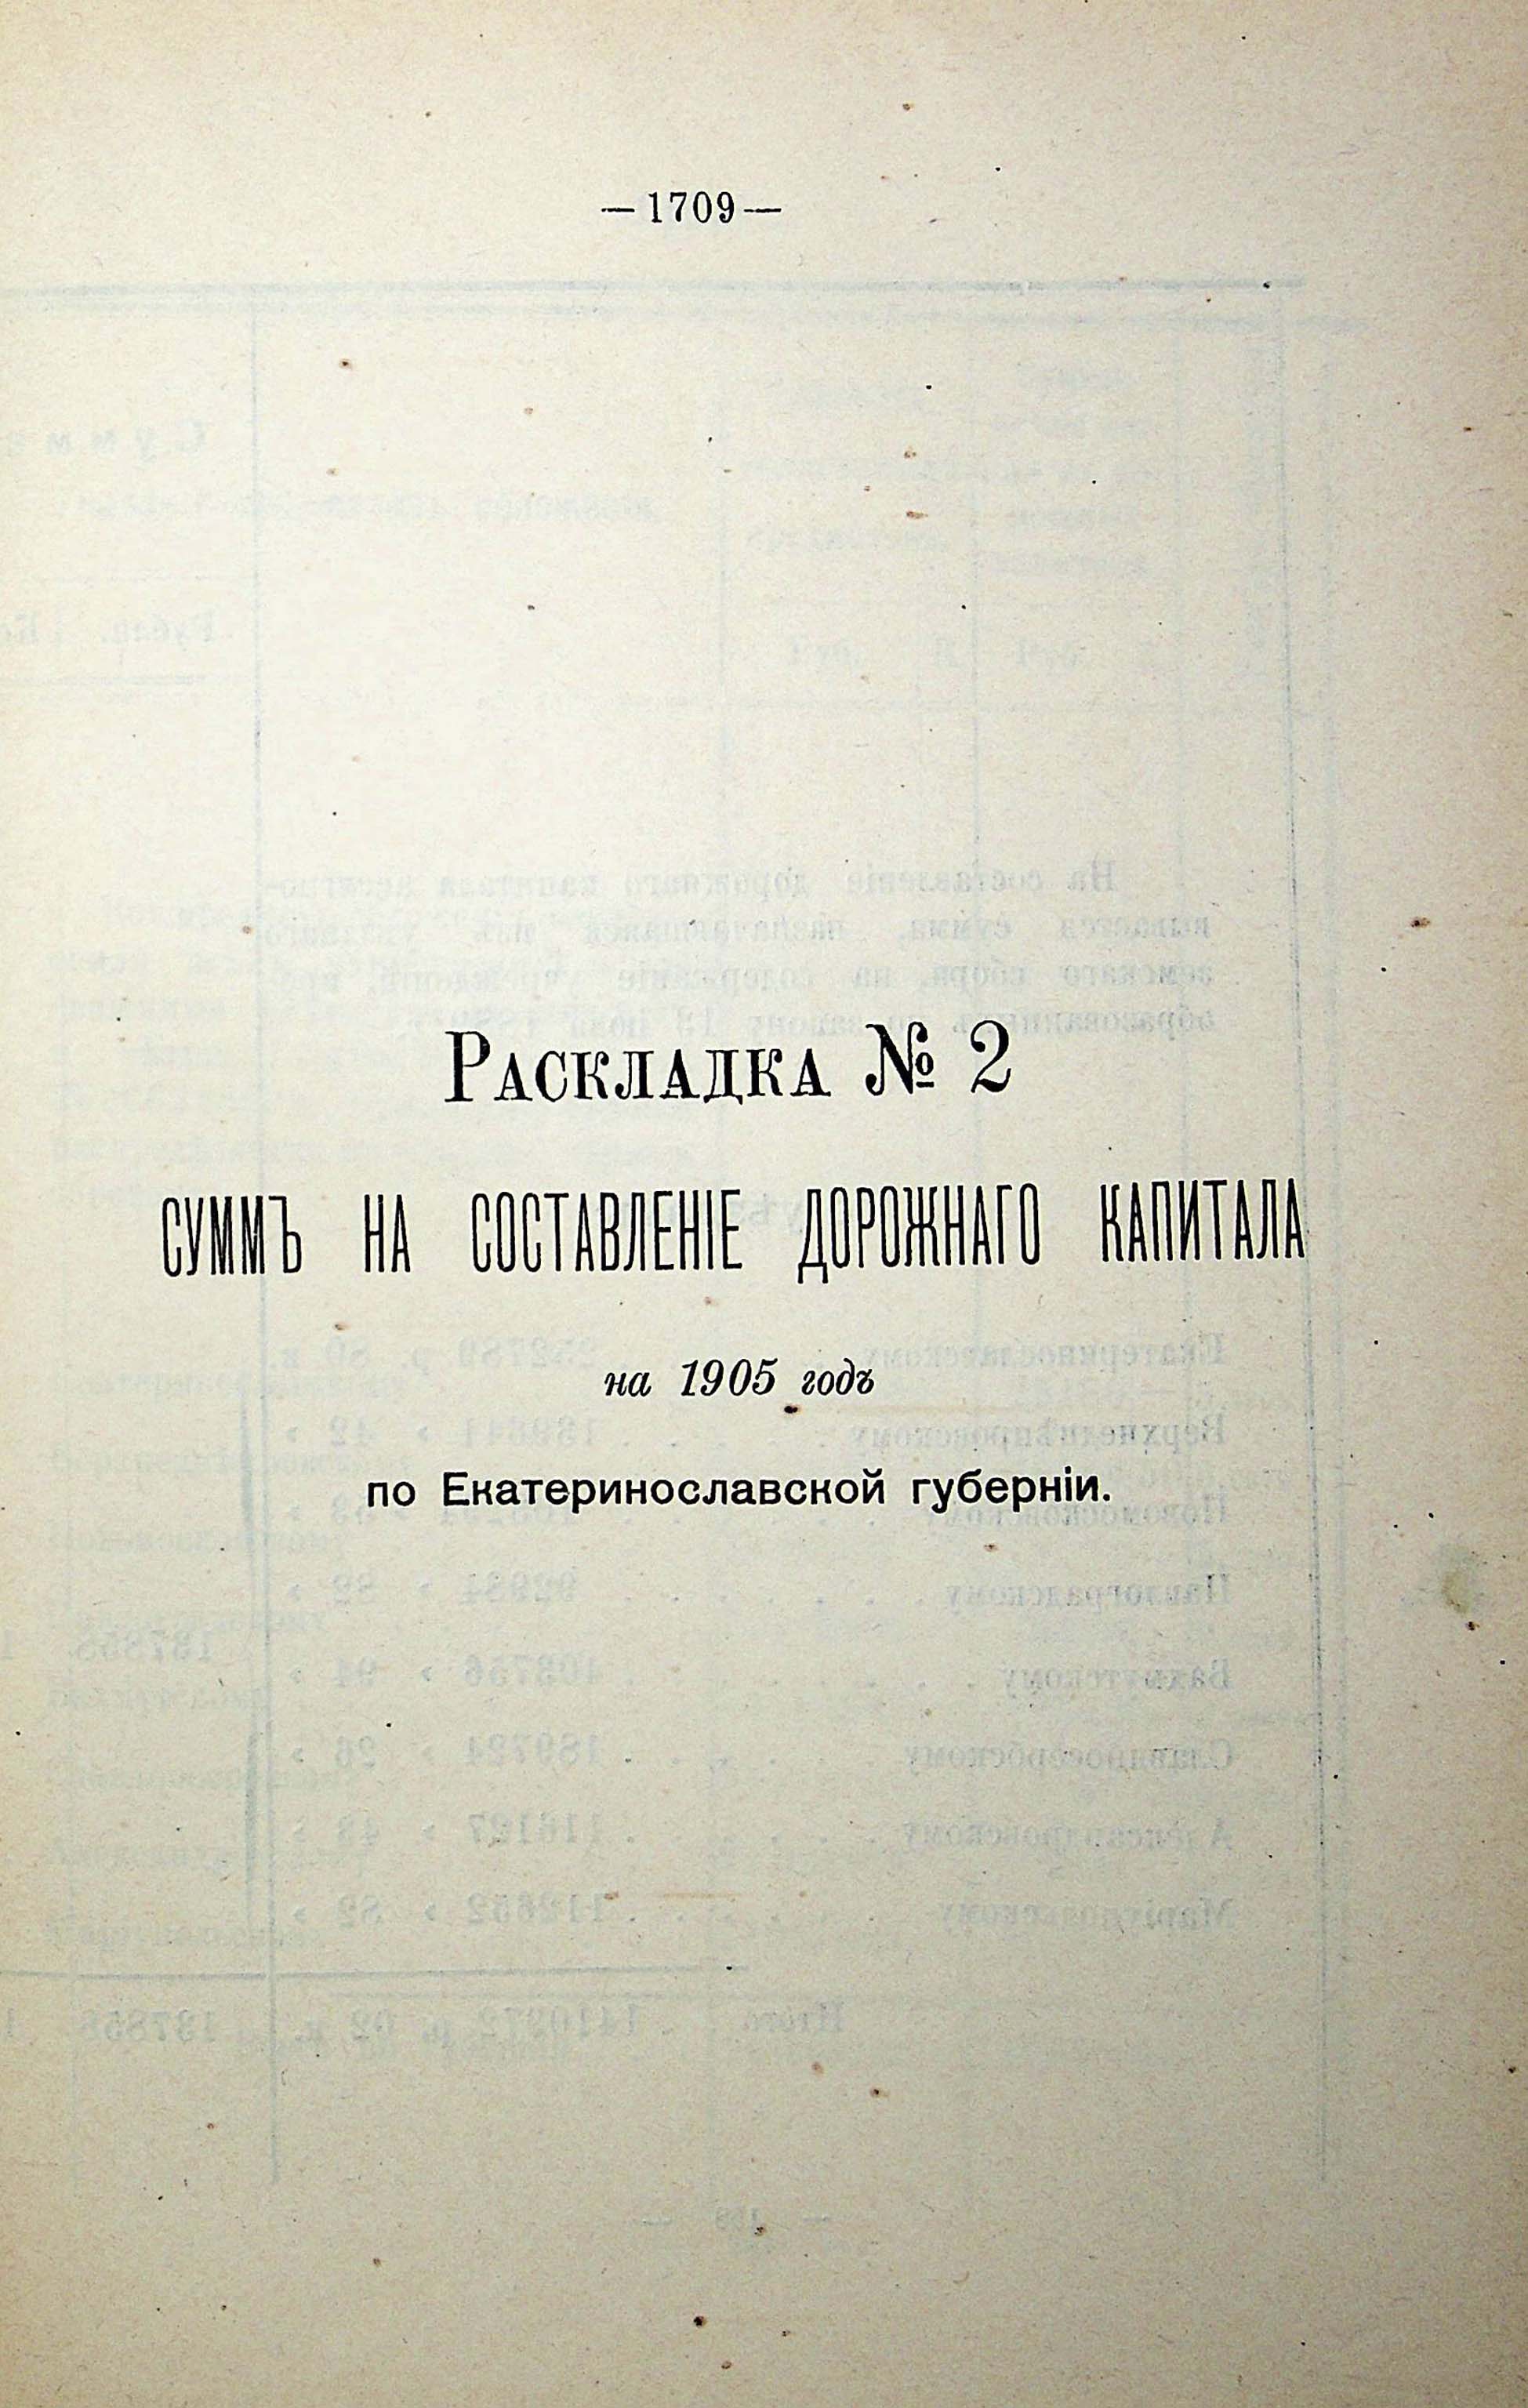 —1709—
Раскладка № 2
СУММЪ НА СОСТАВЛЕНІЕ ДОРОЖНАГО КАПИТАЛА
на 1905 годъ
по Екатеринославской губерніи.